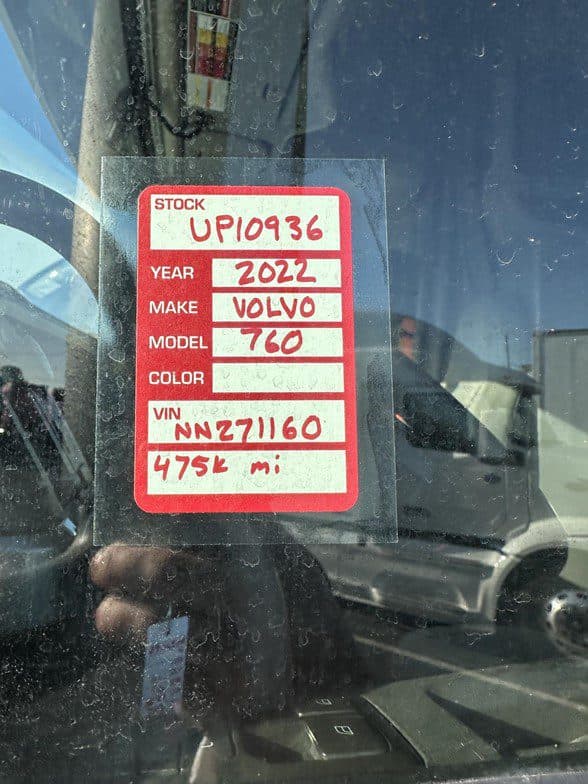 STOCK
UP10936
YEAR 2022
MAKE VOLVO
MODEL 760
COLOR
VIN
NN271160
475k mi